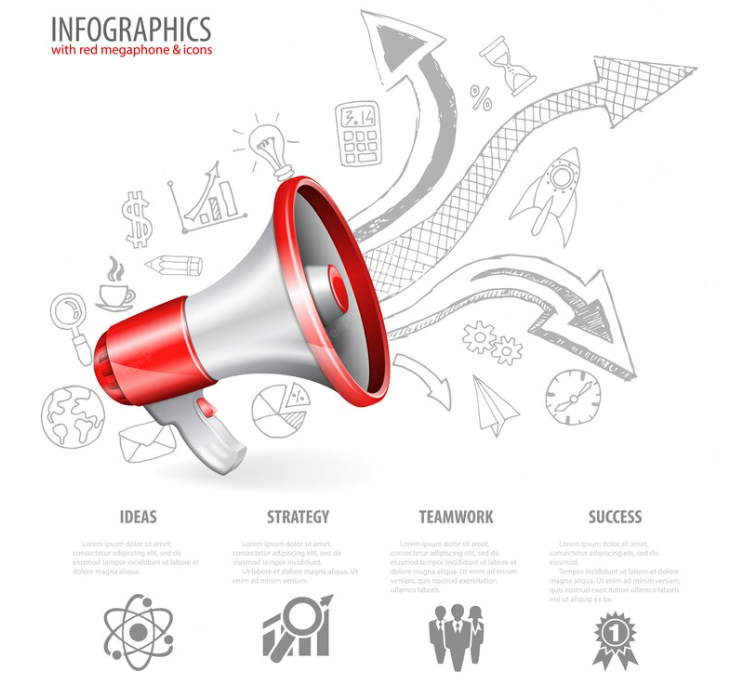 INFOGRAPHICS
with red megaphone & icons
3.14
%
$
%
IDEAS
Lorem ipsum dolor sit amet,
consectetur adipiscing elit, sed do
eiusmod tempor incididunt ut labore et
dolore magna aliqua.
STRATEGY
Lorem ipsum dolor sit amet,
consectetur adipiscing elit, sed do
eiusmod tempor incididunt.
Ut labore et dolore magna aliqua. Ut
enim ad minim veniam.
TEAMWORK
Lorem ipsum dolor sit amet,
consectetur adipiscing elit, sed do
eiusmod tempor incididunt ut labore et
dolore magna aliqua. Ut enim ad minim
veniam, quis nostrud exercitation
ullamco laboris.
SUCCESS
Lorem ipsum dolor sit amet,
consectetur adipiscing elit, sed do
eiusmod.
Tempor incididunt ut labore et
dolore magna aliqua. Ut enim ad minim
veniam, quis nostrud exercitation
ullamco laboris nisi ut
aliquip ex ea.
1